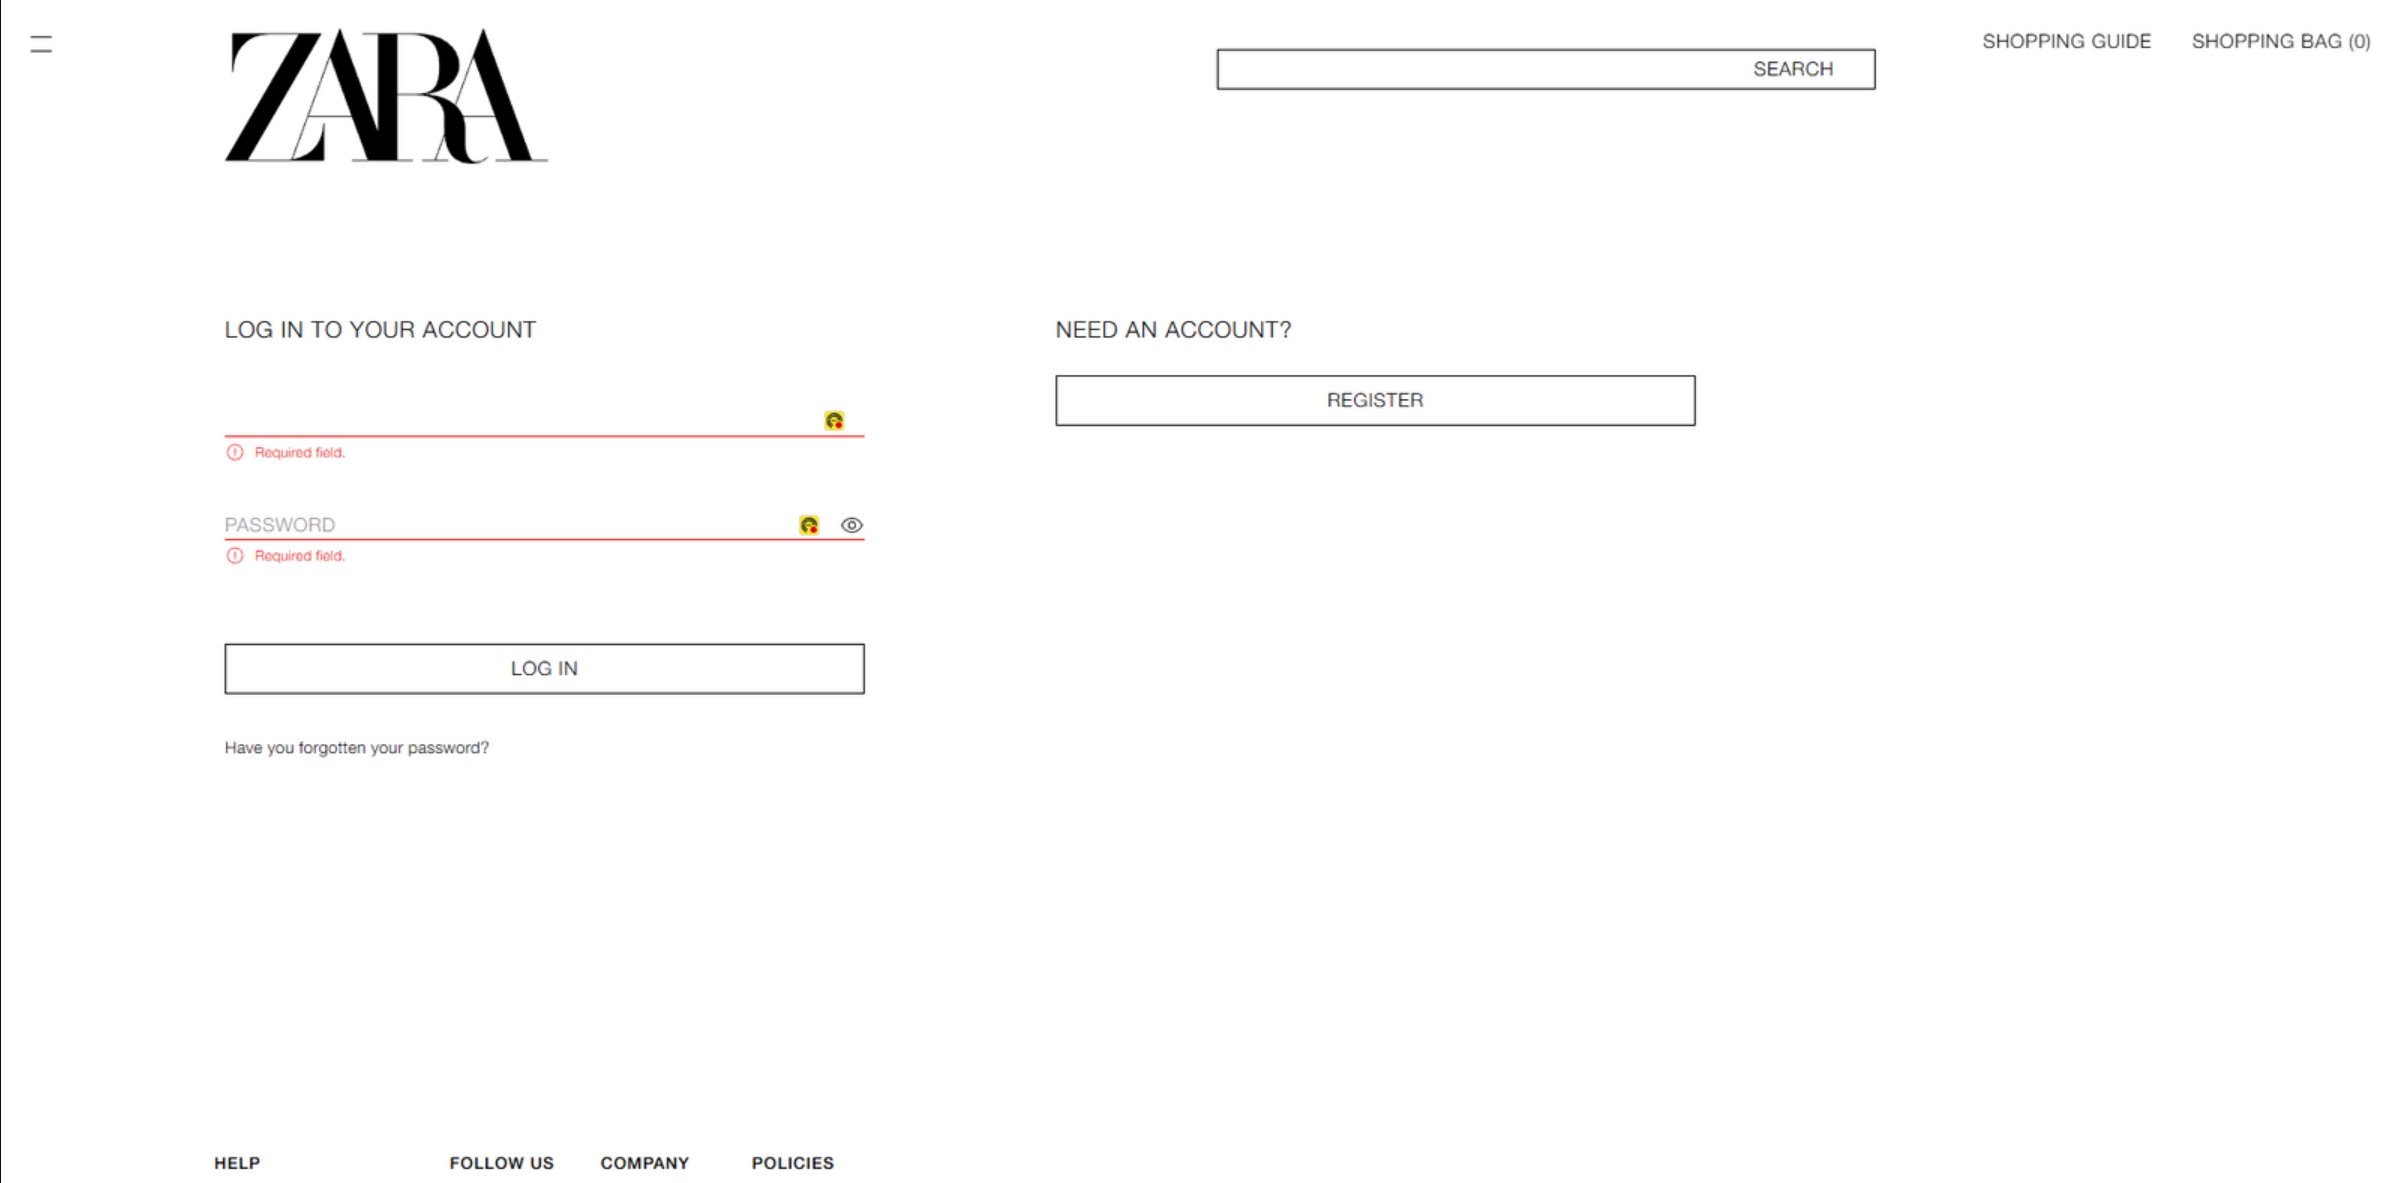 ZARA
SEARCH
SHOPPING GUIDE
SHOPPING BAG (0)
LOG IN TO YOUR ACCOUNT
Required field.
PASSWORD
Required field.
LOG IN
Have you forgotten your password?
NEED AN ACCOUNT?
REGISTER
HELP
FOLLOW US
COMPANY
POLICIES